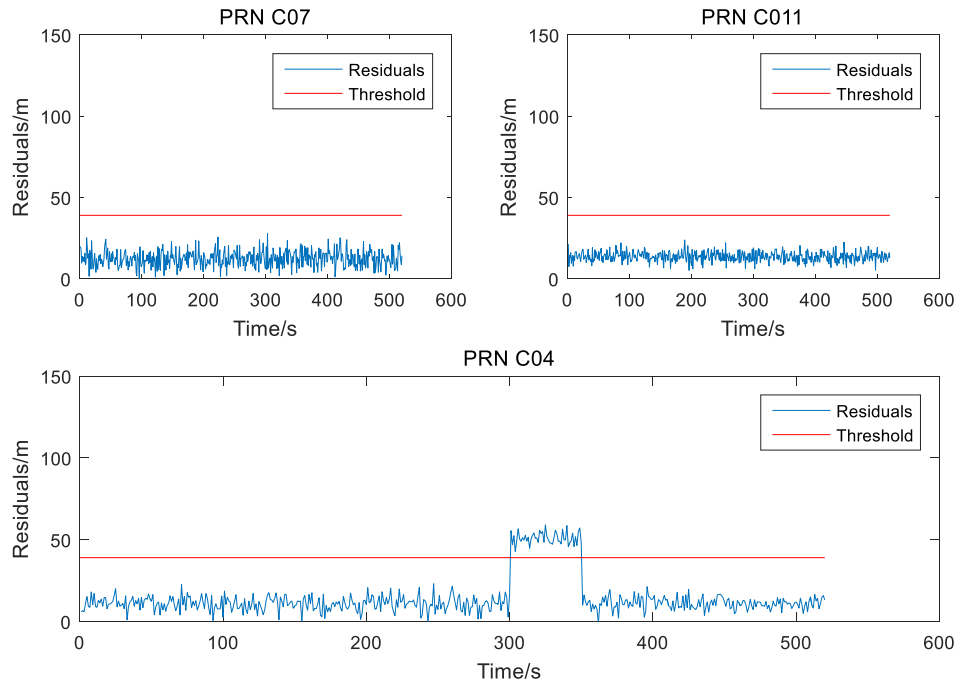 PRN C07
150
100
50
0
Residuals/m
Residuals
Threshold
0 100 200 300 400 500 600
Time/s
PRN C011
150
100
50
0
Residuals/m
Residuals
Threshold
0 100 200 300 400 500 600
Time/s
PRN C04
150
100
50
0
Residuals/m
Residuals
Threshold
0 100 200 300 400 500 600
Time/s